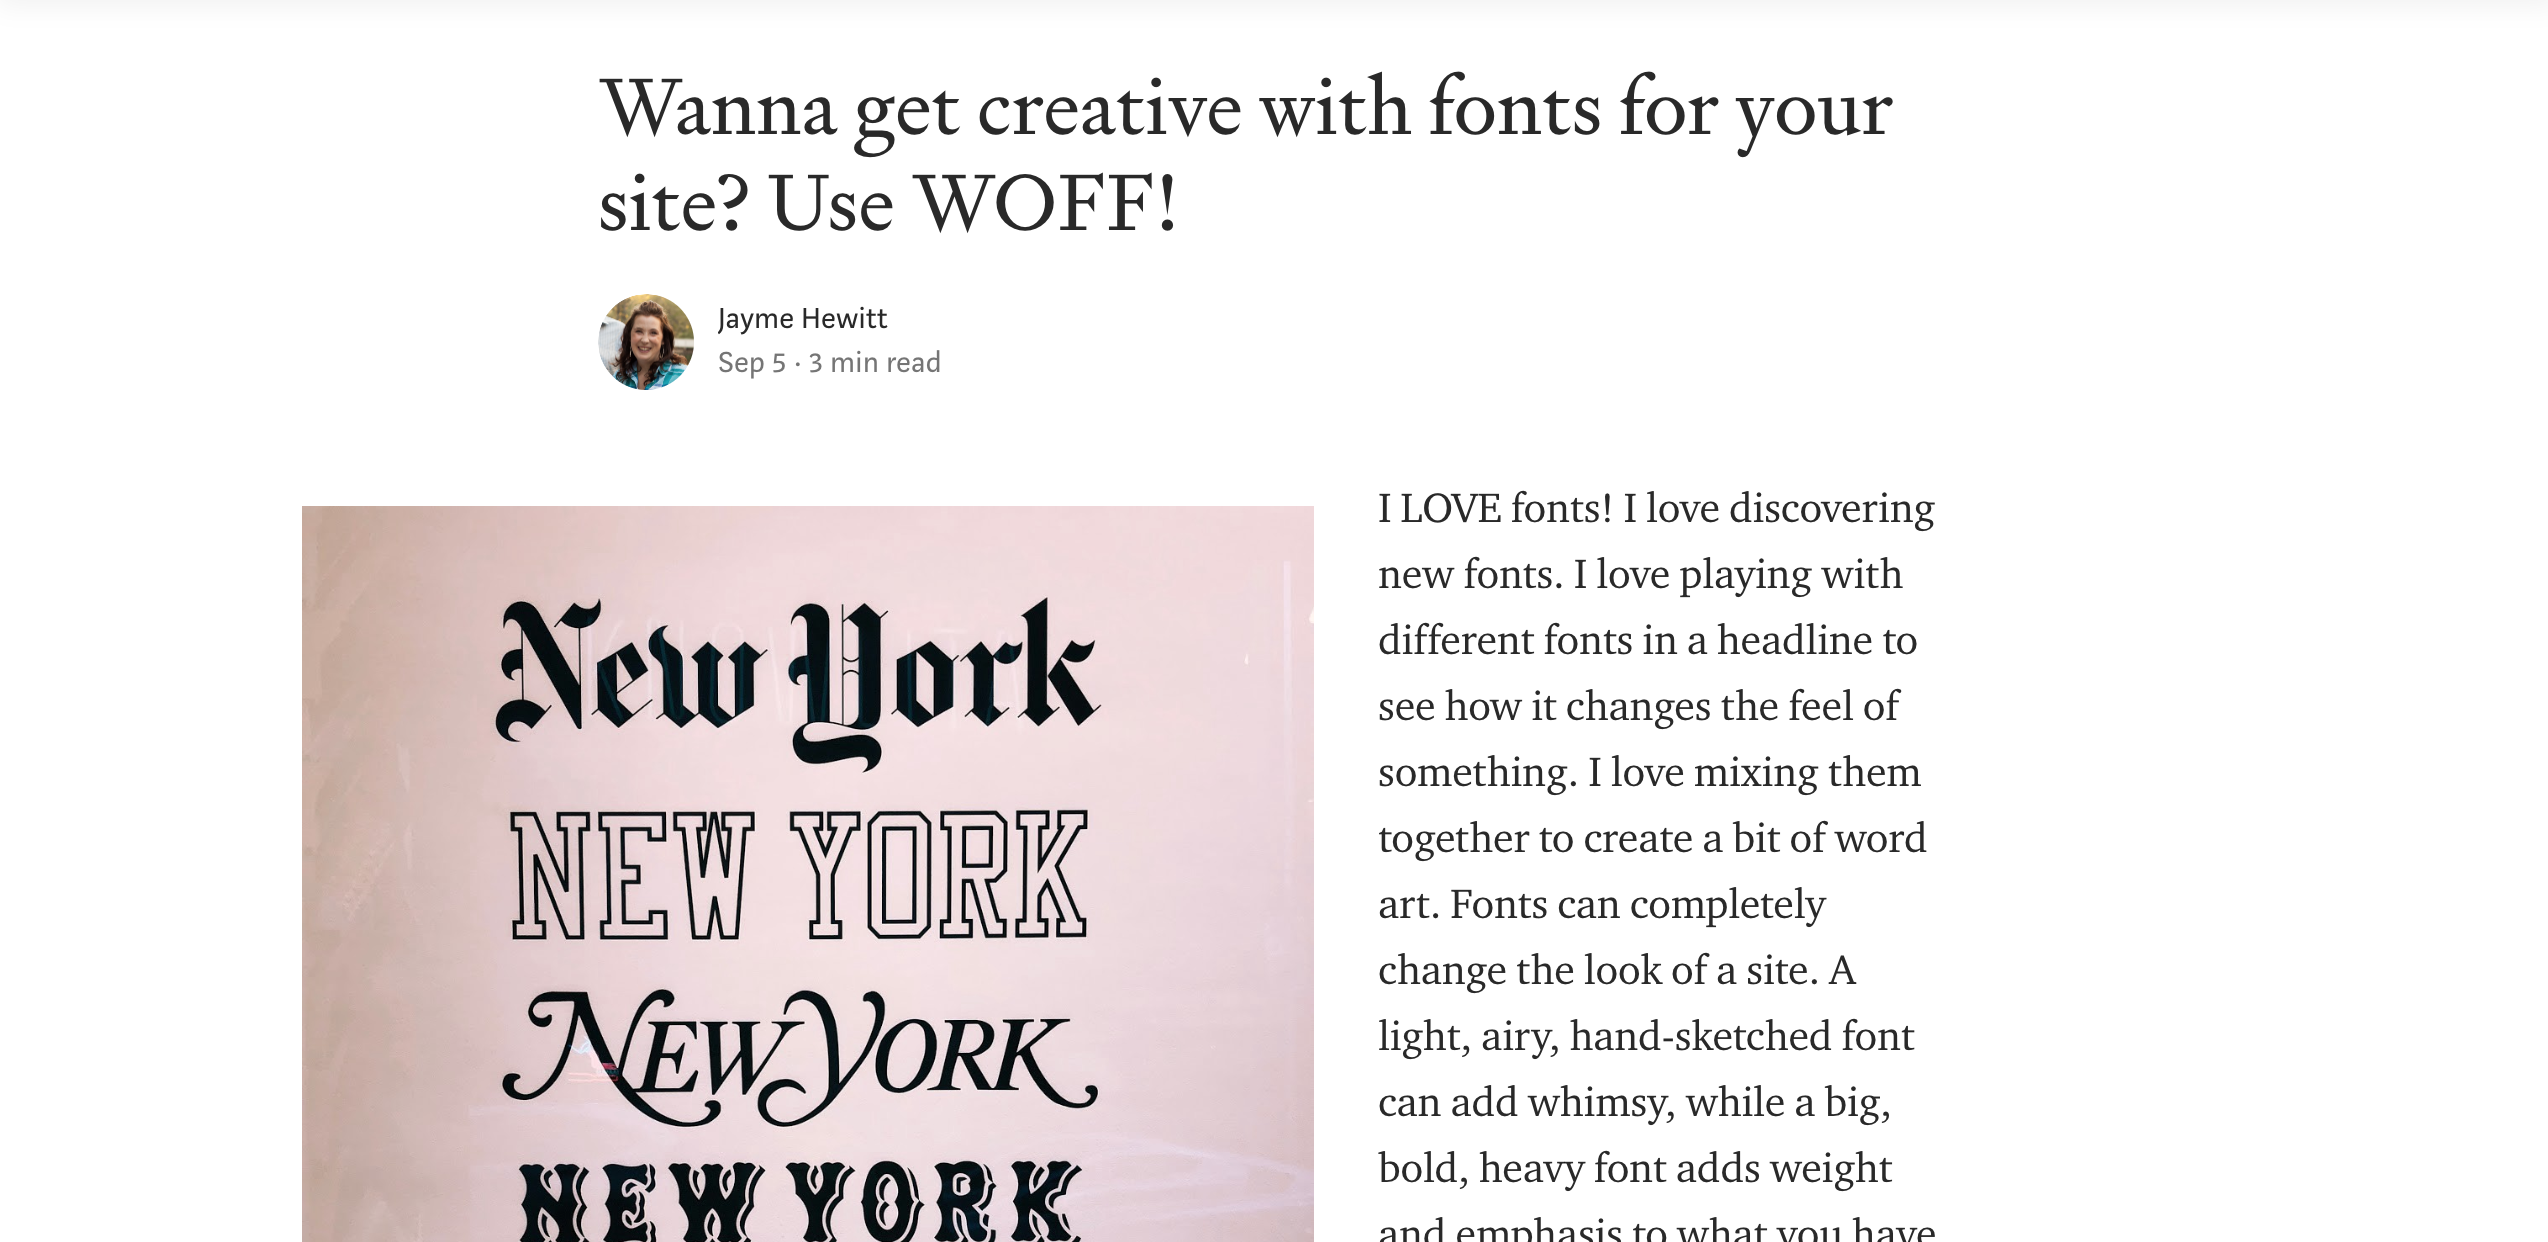 Wanna get creative with fonts for your
site? Use WOFF!
Jayme Hewitt
Sep 5 · 3 min read
New York
NEW YORK
NEW YORK
NEW YORK
I LOVE fonts! I love discovering
new fonts. I love playing with
different fonts in a headline to
see how it changes the feel of
something. I love mixing them
together to create a bit of word
art. Fonts can completely
change the look of a site. A
light, airy, hand-sketched font
can add whimsy, while a big,
bold, heavy font adds weight
and emphasis to what you have